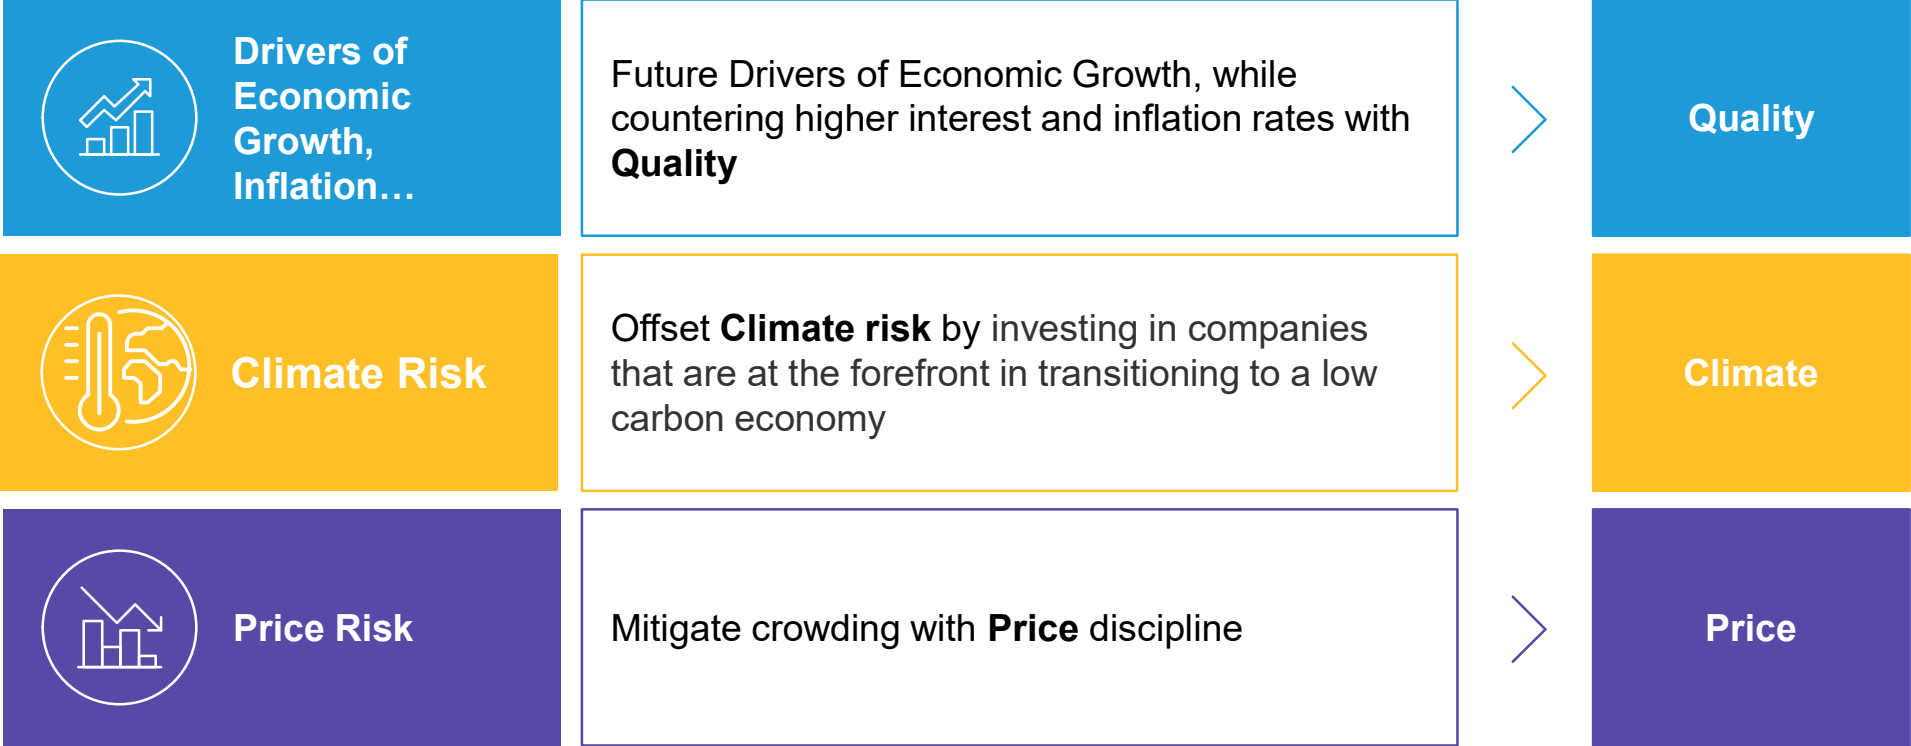 Drivers of
Economic
Growth,
Inflation…
Future Drivers of Economic Growth, while
countering higher interest and inflation rates with
Quality
Quality
Climate Risk
Offset Climate risk by investing in companies
that are at the forefront in transitioning to a low
carbon economy
Climate
Price Risk
Mitigate crowding with Price discipline
Price